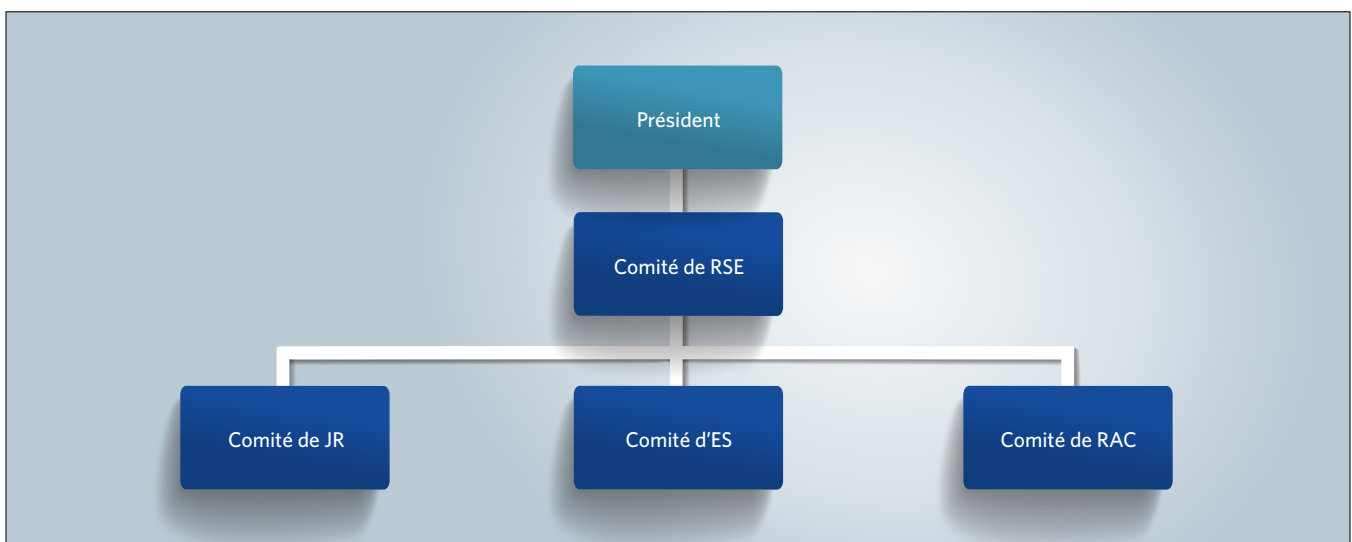 Président
Comité de RSE
Comité de JR
Comité d'ES
Comité de RAC